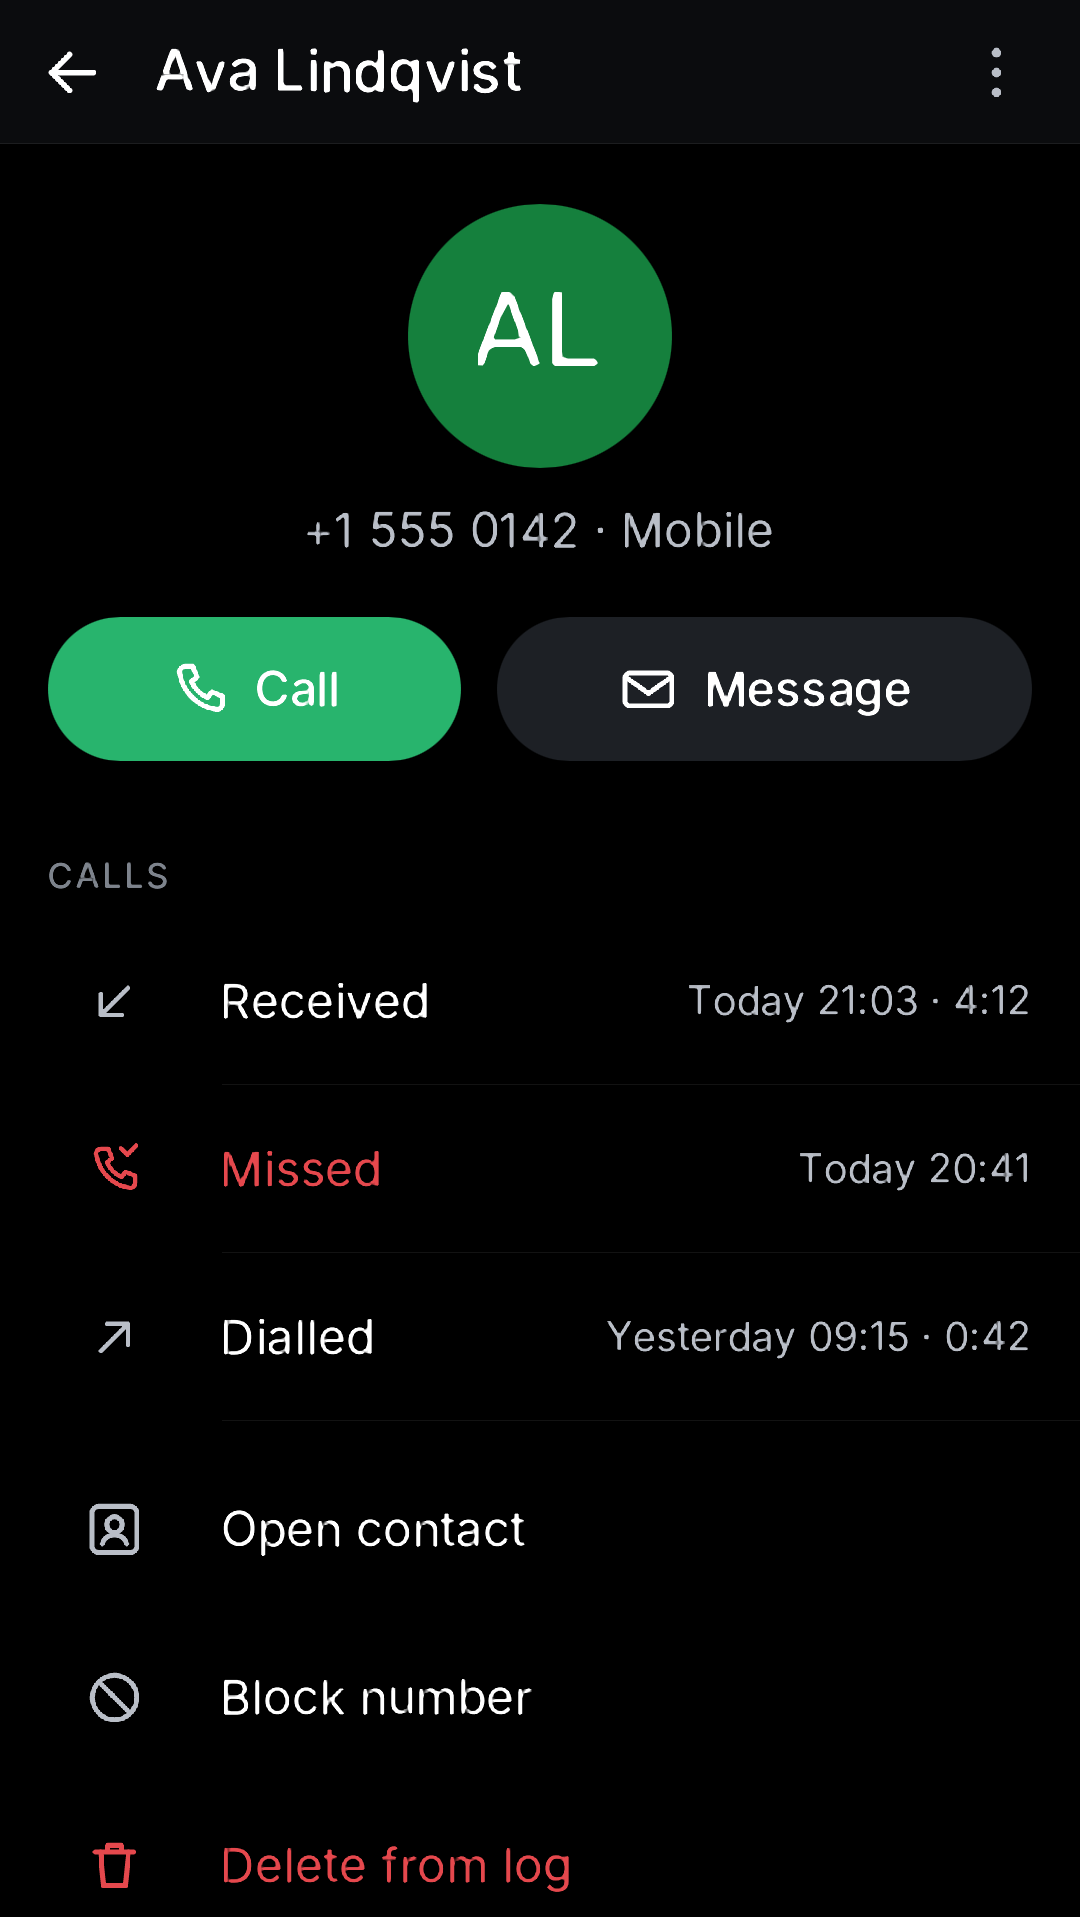 Ava Lindqvist
AL
+1 555 0142 · Mobile
Call
Message
CALLS
Received
Today 21:03 · 4:12
Missed
Today 20:41
Dialled
Yesterday 09:15 · 0:42
Open contact
Block number
Delete from log